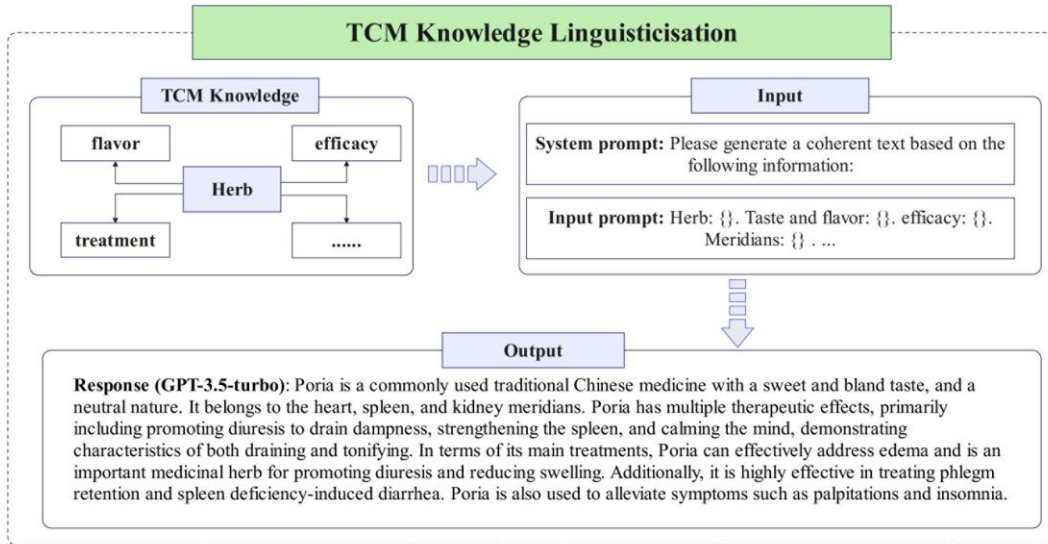 TCM Knowledge Linguisticisation
TCM Knowledge
flavor
efficacy
Herb
treatment
......
Input
System prompt: Please generate a coherent text based on the
following information:
Input prompt: Herb: {}. Taste and flavor: {}. efficacy: {}.
Meridians: {} . ...
Output
Response (GPT-3.5-turbo): Poria is a commonly used traditional Chinese medicine with a sweet and bland taste, and a
neutral nature. It belongs to the heart, spleen, and kidney meridians. Poria has multiple therapeutic effects, primarily
including promoting diuresis to drain dampness, strengthening the spleen, and calming the mind, demonstrating
characteristics of both draining and tonifying. In terms of its main treatments, Poria can effectively address edema and is an
important medicinal herb for promoting diuresis and reducing swelling. Additionally, it is highly effective in treating phlegm
retention and spleen deficiency-induced diarrhea. Poria is also used to alleviate symptoms such as palpitations and insomnia.